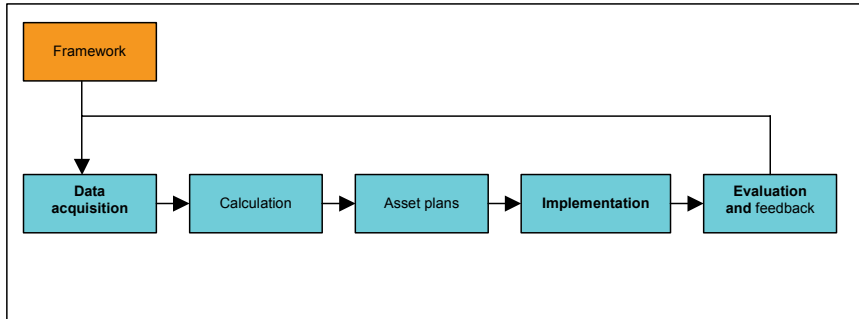 Framework
Data
acquisition
Calculation
Asset plans
Implementation
Evaluation
and feedback